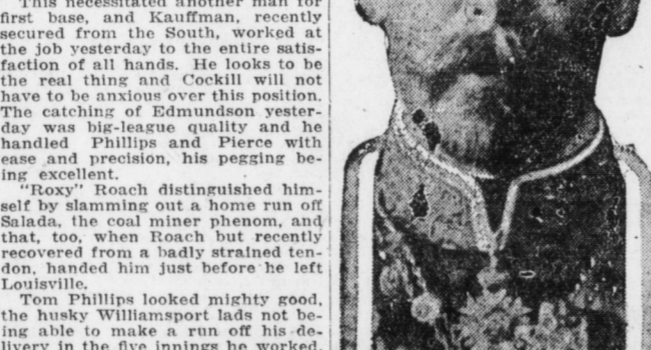 This necessitated another man for
first base, and Kauffman, recently
secured from the South, worked at
the job yesterday to the entire satis-
faction of all hands. He looks to be
the real thing and Cockill will not
have to be anxious over this position.
The catching of Edmundson yester-
day was big-league quality and he
handled Phillips and Pierce with
ease and precision, his pegging be-
ing excellent.
"Roxy" Roach distinguished him-
self by slamming out a home run off
Salada, the coal miner phenom, and
that, too, when Roach but recently
recovered from a badly strained ten-
don, handed him just before he left
Louisville.
Tom Phillips looked mighty good,
the husky Williamsport lads not be-
ing able to make a run off his de-
livery in the five innings he worked.